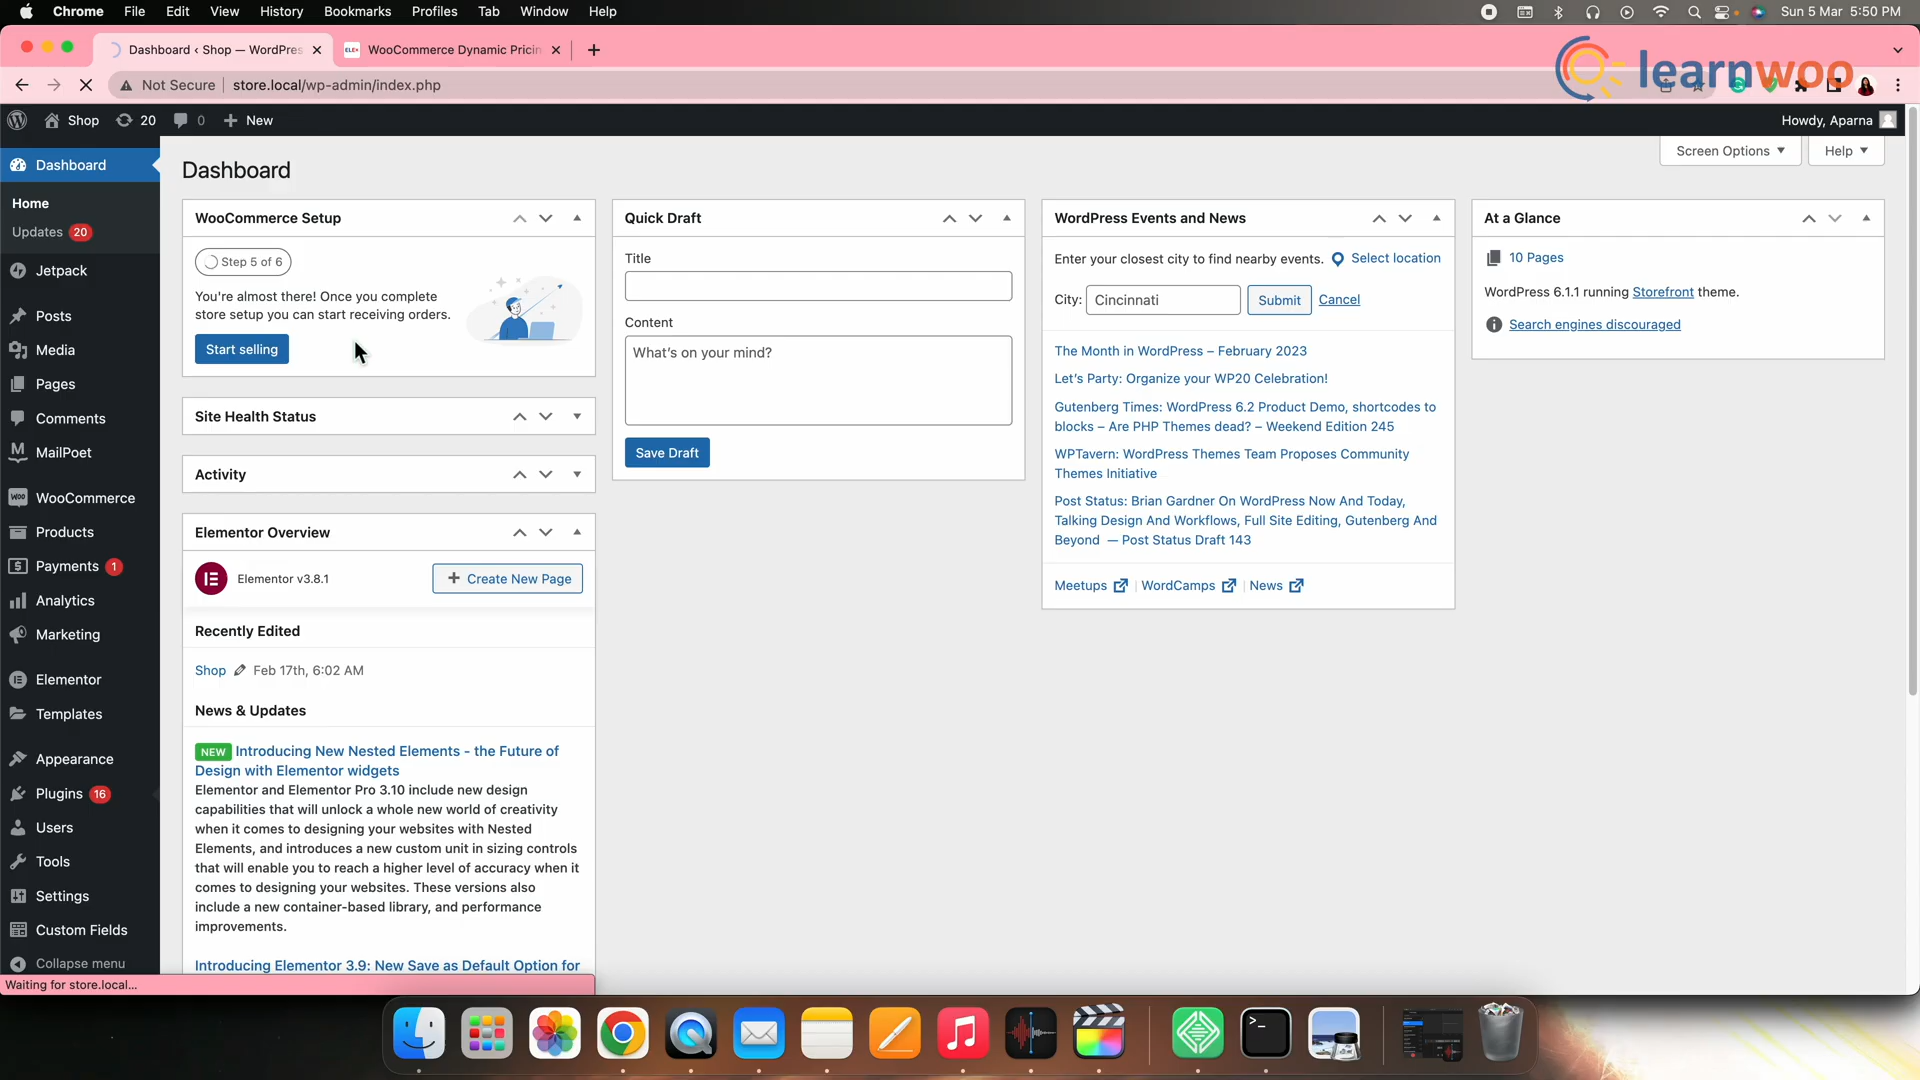 Chrome File Edit View History Bookmarks Profiles Tab Window Help
Sun 5 Mar 5:50 PM
Dashboard ‹ Shop — WordPres
WooCommerce Dynamic Pricin
learnwoo
Not Secure store.local/wp-admin/index.php
Shop 20 0 New
Howdy, Aparna
Dashboard
Home
Updates 20
Jetpack
Posts
Media
Pages
Comments
MailPoet
WooCommerce
Products
Payments 1
Analytics
Marketing
Elementor
Templates
Appearance
Plugins 16
Users
Tools
Settings
Custom Fields
Collapse menu
Waiting for store.local...
Dashboard
Screen Options
Help
WooCommerce Setup
Step 5 of 6
You're almost there! Once you complete
store setup you can start receiving orders.
Start selling
Site Health Status
Activity
Elementor Overview
Elementor v3.8.1
Create New Page
Recently Edited
Shop Feb 17th, 6:02 AM
News & Updates
NEW Introducing New Nested Elements - the Future of
Design with Elementor widgets
Elementor and Elementor Pro 3.10 include new design
capabilities that will unlock a whole new world of creativity
when it comes to designing your websites with Nested
Elements, and introduces a new custom unit in sizing controls
that will enable you to reach a higher level of accuracy when it
comes to designing your websites. These versions also
include a new container-based library, and performance
improvements.
Introducing Elementor 3.9: New Save as Default Option for
Quick Draft
Title
Content
What's on your mind?
Save Draft
WordPress Events and News
Enter your closest city to find nearby events. Select location
City: Cincinnati Submit Cancel
The Month in WordPress – February 2023
Let's Party: Organize your WP20 Celebration!
Gutenberg Times: WordPress 6.2 Product Demo, shortcodes to
blocks – Are PHP Themes dead? – Weekend Edition 245
WPTavern: WordPress Themes Team Proposes Community
Themes Initiative
Post Status: Brian Gardner On WordPress Now And Today,
Talking Design And Workflows, Full Site Editing, Gutenberg And
Beyond — Post Status Draft 143
Meetups | WordCamps | News
At a Glance
10 Pages
WordPress 6.1.1 running Storefront theme.
Search engines discouraged